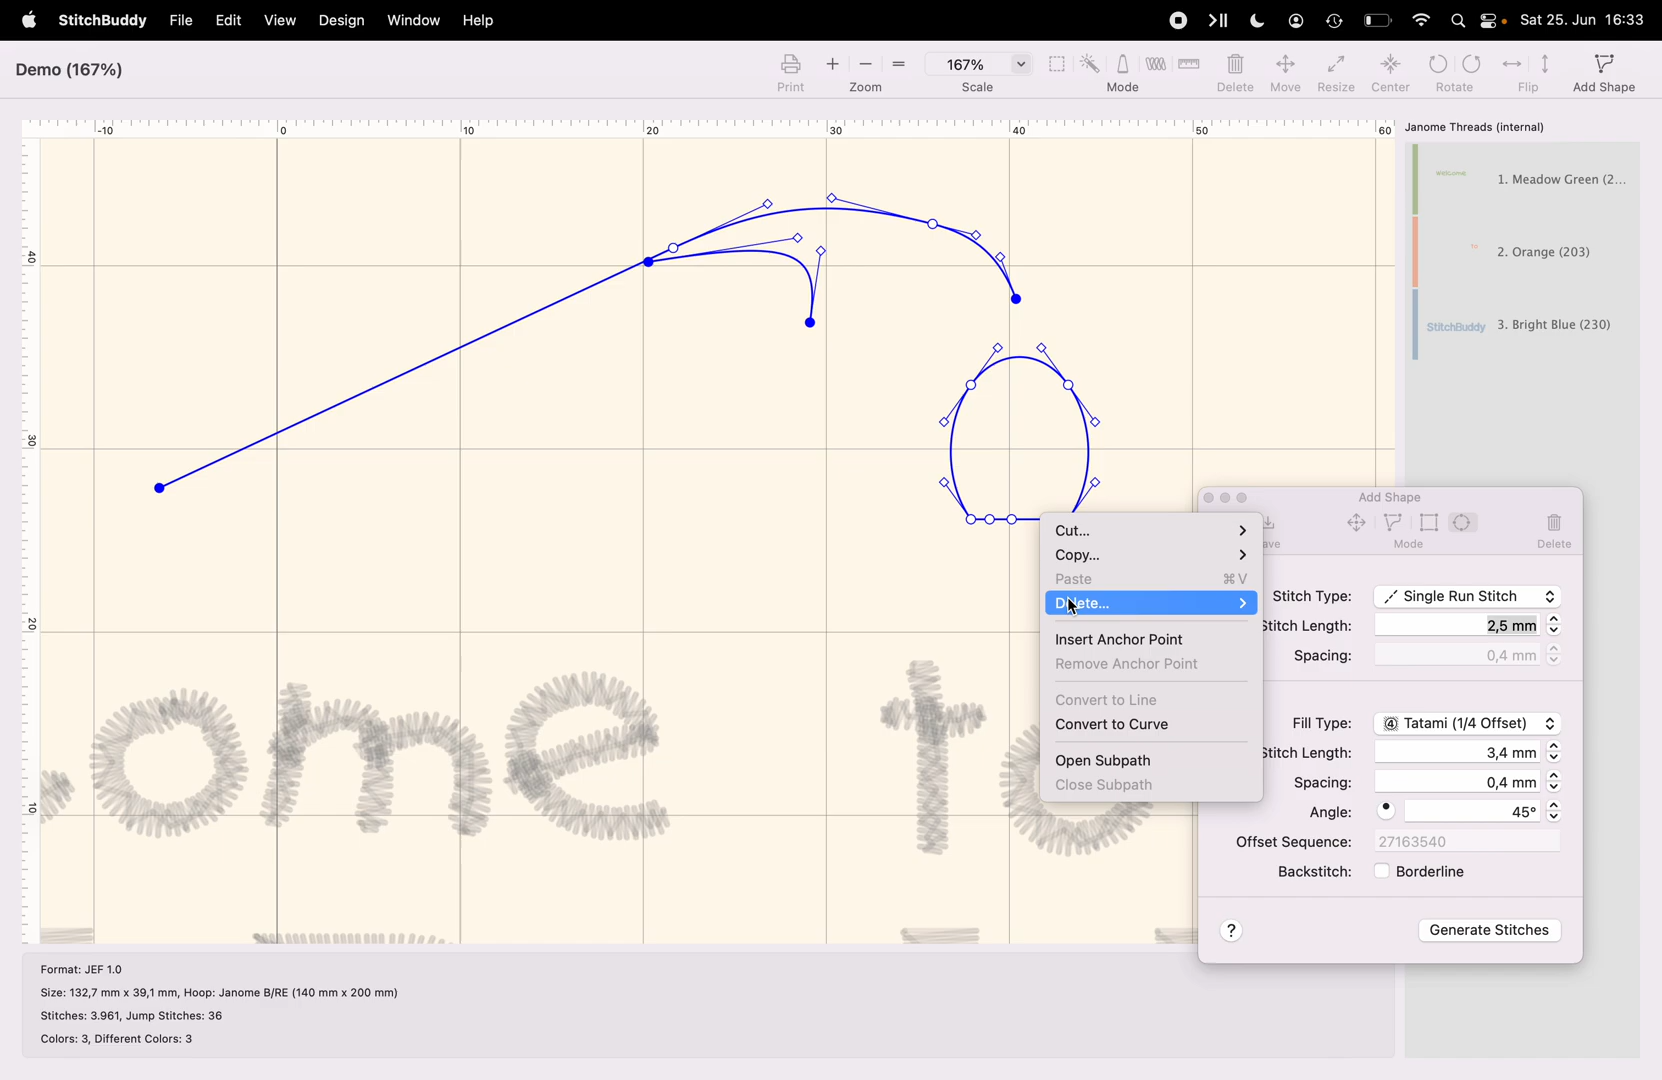 StitchBuddy File Edit View Design Window Help Sat 25. Jun 16:33
Demo (167%)
167%
Print Zoom Scale Mode Delete Move Resize Center Rotate Flip Add Shape
-10 0 10 20 30 40 50 60
Janome Threads (internal)
Welcome 1. Meadow Green (2...
To 2. Orange (203)
StitchBuddy 3. Bright Blue (230)
40
30
20
10
Add Shape
ave Mode Delete
Cut...
Copy...
Paste ⌘V
Delete...
Insert Anchor Point
Remove Anchor Point
Convert to Line
Convert to Curve
Open Subpath
Close Subpath
Stitch Type: Single Run Stitch
Stitch Length: 2,5 mm
Spacing: 0,4 mm
Fill Type: 4 Tatami (1/4 Offset)
Stitch Length: 3,4 mm
Spacing: 0,4 mm
Angle: 45°
Offset Sequence: 27163540
Backstitch: Borderline
? Generate Stitches
ome to
Format: JEF 1.0
Size: 132,7 mm x 39,1 mm, Hoop: Janome B/RE (140 mm x 200 mm)
Stitches: 3.961, Jump Stitches: 36
Colors: 3, Different Colors: 3